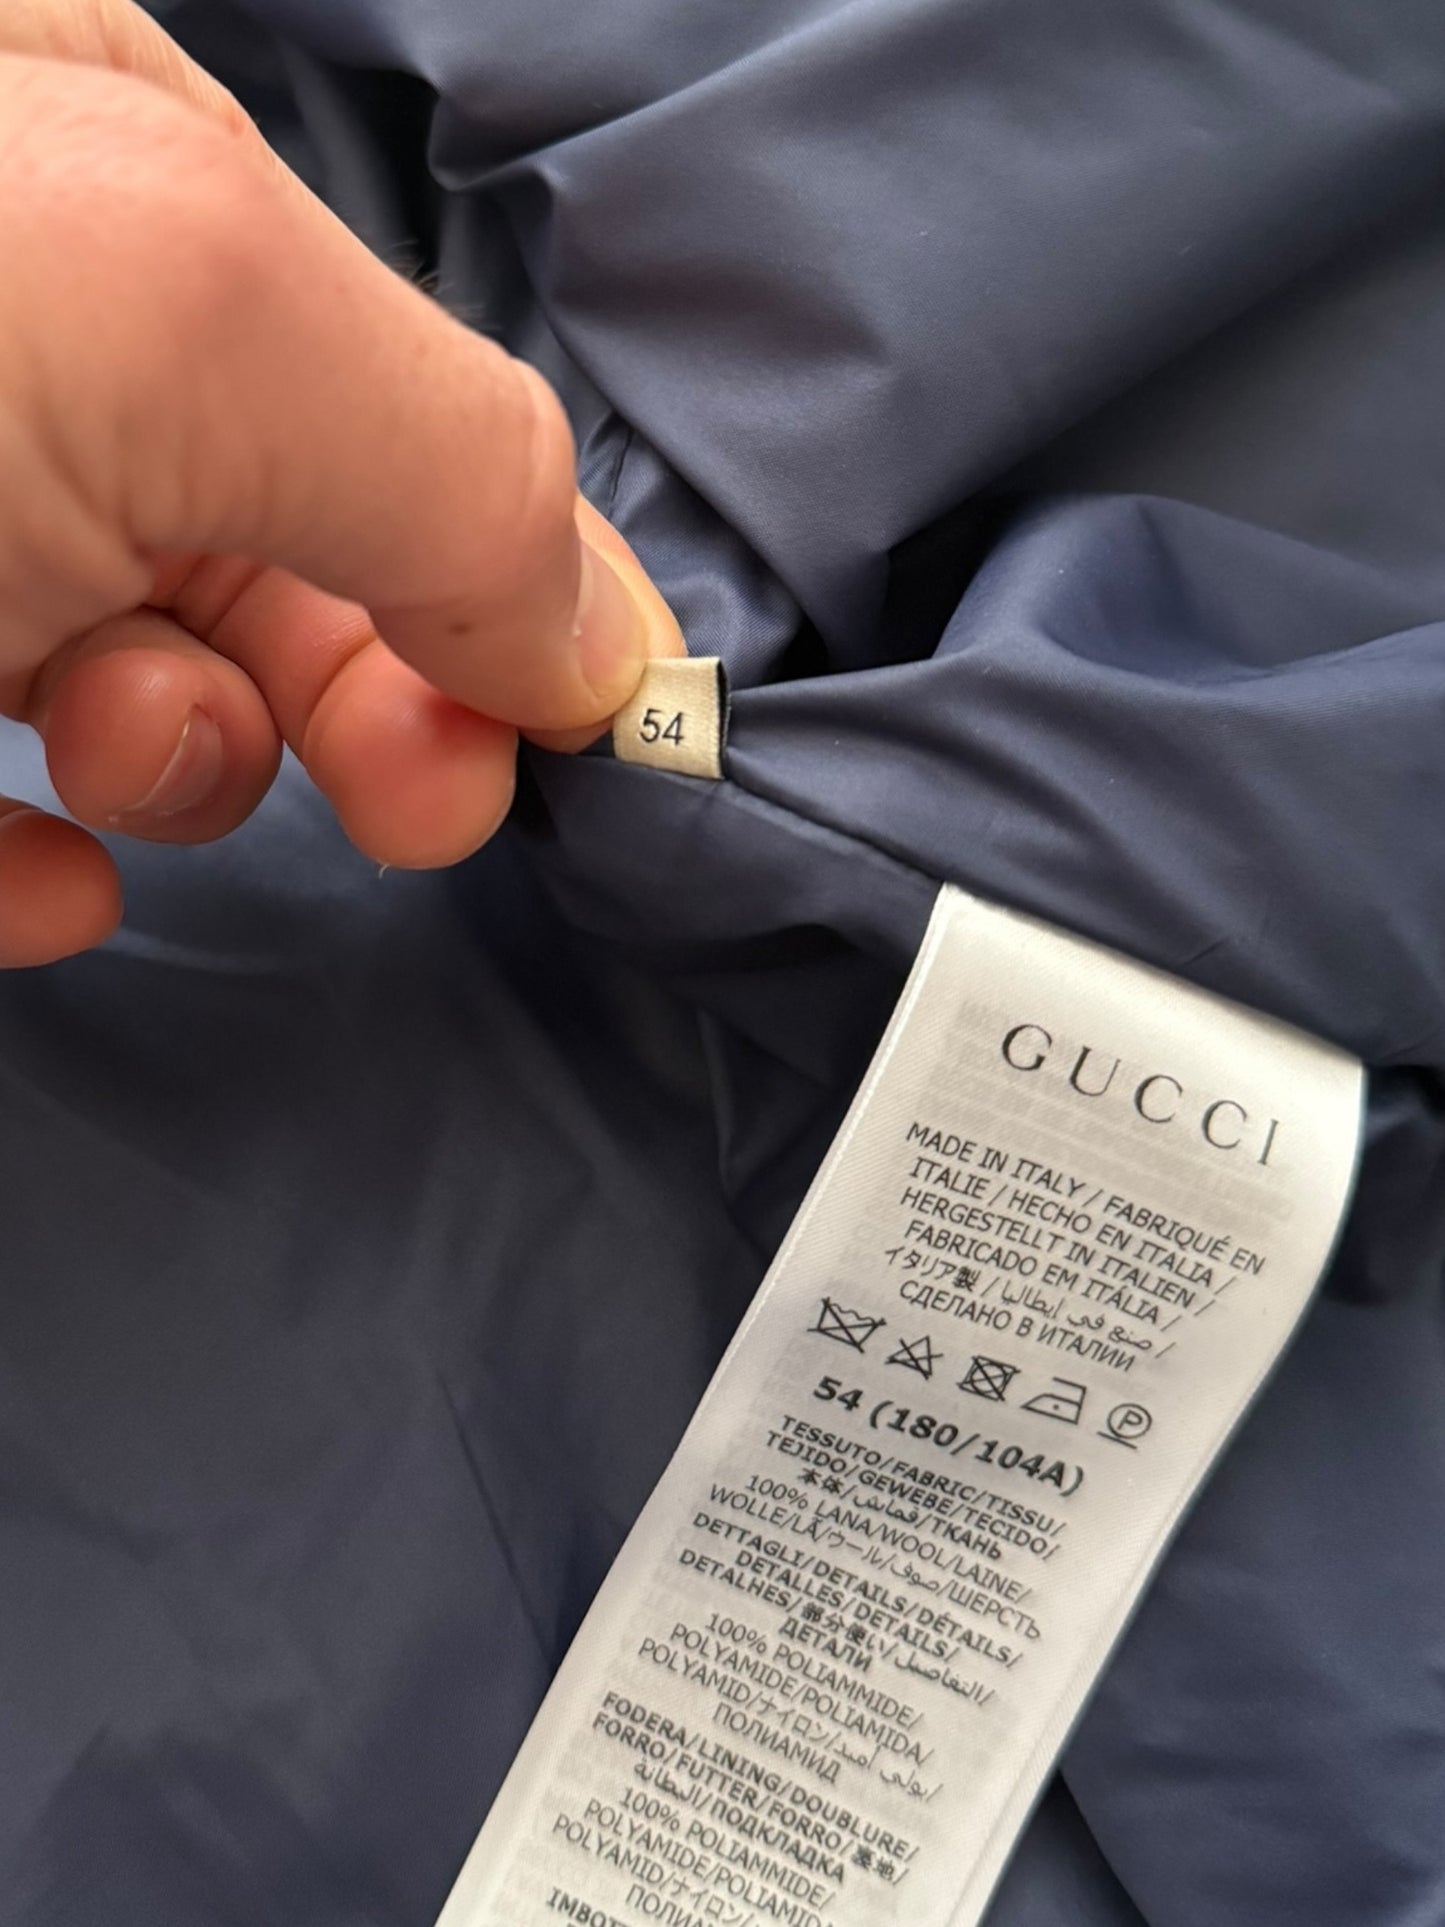 54
GUCCI
MADE IN ITALY / FABRIQUÉ EN
ITALIE / HECHO EN ITALIA /
HERGESTELLT IN ITALIEN /
FABRICADO EM ITÁLIA /
イタリア製 / صنع في إيطاليا /
СДЕЛАНО В ИТАЛИИ
P
54 (180/104A)
TESSUTO/FABRIC/TISSU/
TEJIDO/GEWEBE/TECIDO/
本体/قماش/ТКАНЬ
100% LANA/WOOL/LAINE/
WOLLE/LÃ/ウール/صوف/ШЕРСТЬ
DETTAGLI/DETAILS/DÉTAILS/
DETALLES/DETAILS/
DETALHES/部分使い/التفاصيل/
ДЕТАЛИ
100% POLIAMMIDE/
POLYAMIDE/POLIAMIDA/
POLYAMID/ナイロン/بولي أميد/
ПОЛИАМИД
FODERA/LINING/DOUBLURE/
FORRO/FUTTER/FORRO/裏地/
البطانة/ПОДКЛАДКА
100% POLIAMMIDE/
POLYAMIDE/POLIAMIDA/
POLYAMID/ナイロン/